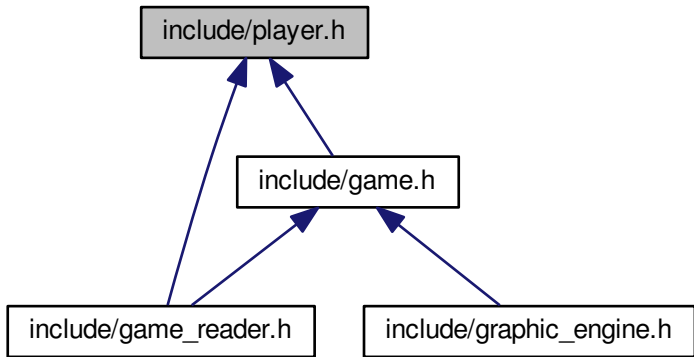 include/player.h
include/game.h
include/game_reader.h
include/graphic_engine.h